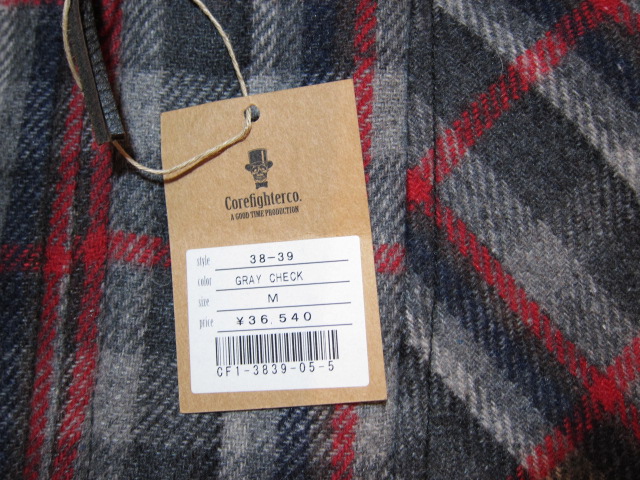 Corefighterco.
A GOOD TIME PRODUCTION
style 38-39
color GRAY CHECK
size M
price ¥36,540
CF1-3839-05-5